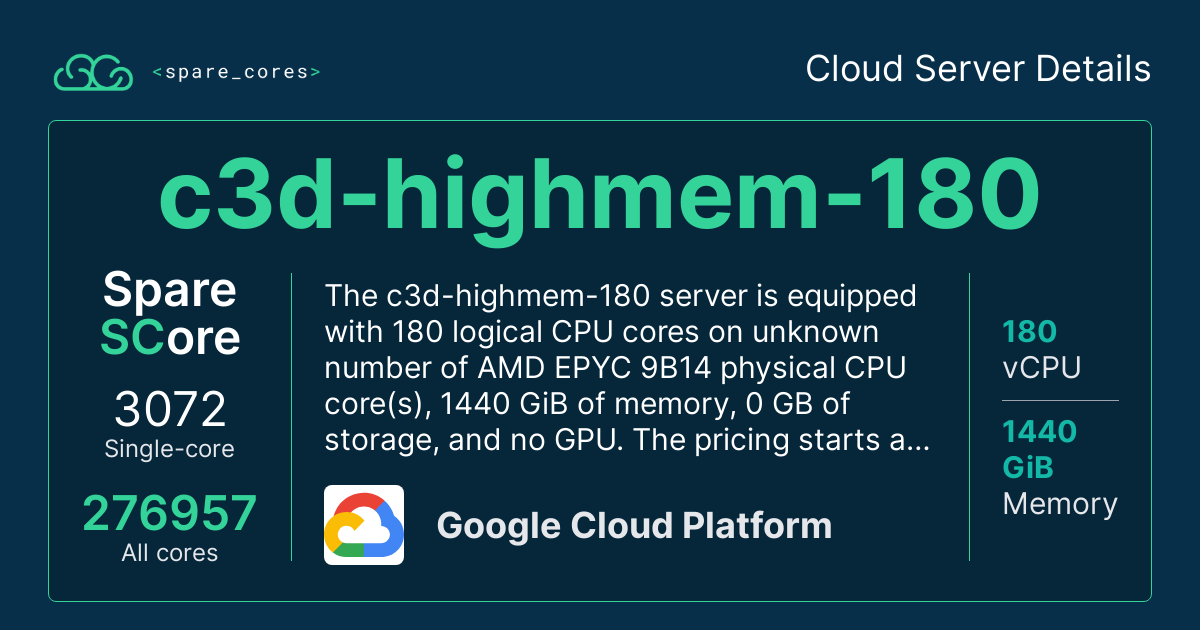 <spare_cores>
Cloud Server Details
c3d-highmem-180
Spare
SCore
3072
Single-core
276957
All cores
The c3d-highmem-180 server is equipped
with 180 logical CPU cores on unknown
number of AMD EPYC 9B14 physical CPU
core(s), 1440 GiB of memory, 0 GB of
storage, and no GPU. The pricing starts a...
Google Cloud Platform
180
vCPU
1440
GiB
Memory